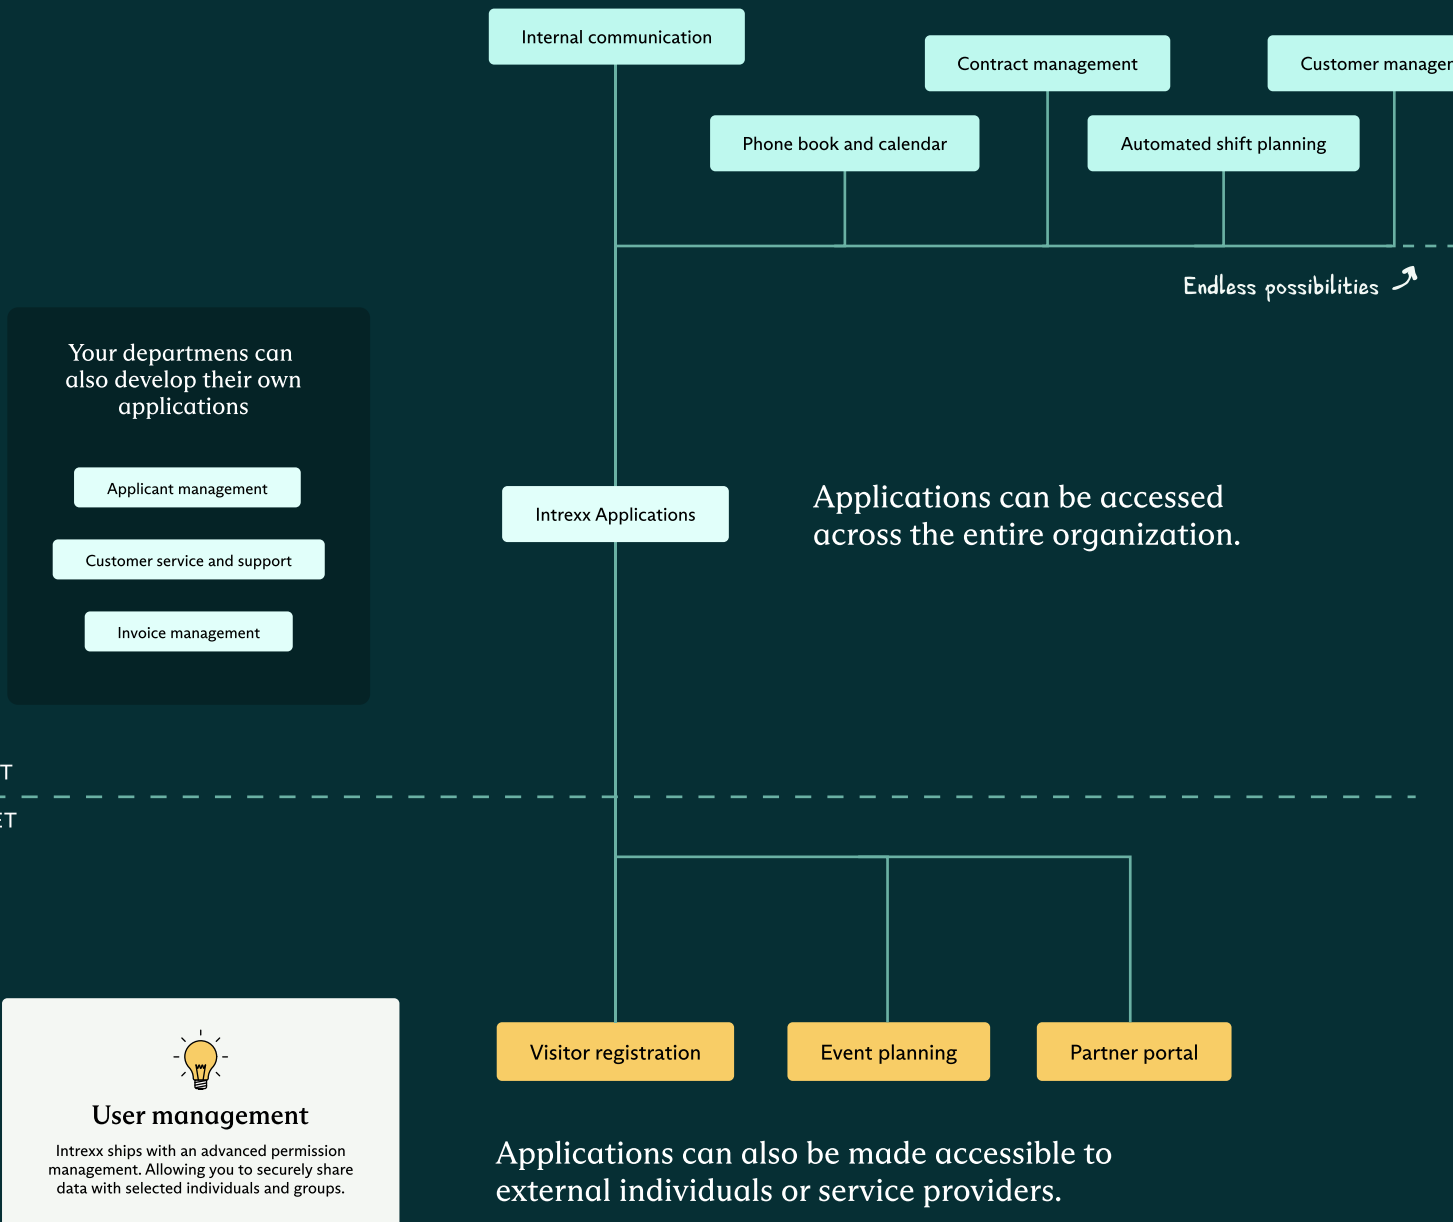 Internal communication
Contract management
Customer
Phone book and calendar
Automated shift planning
Endless possibilities
Your departmens can
also develop their own
applications
Applicant management
Customer service and support
Invoice management
Intrexx Applications
Applications can be accessed
across the entire organization.
Visitor registration
Event planning
Partner portal
User management
Intrexx ships with an advanced permission
management. Allowing you to securely share
data with selected individuals and groups.
Applications can also be made accessible to
external individuals or service providers.